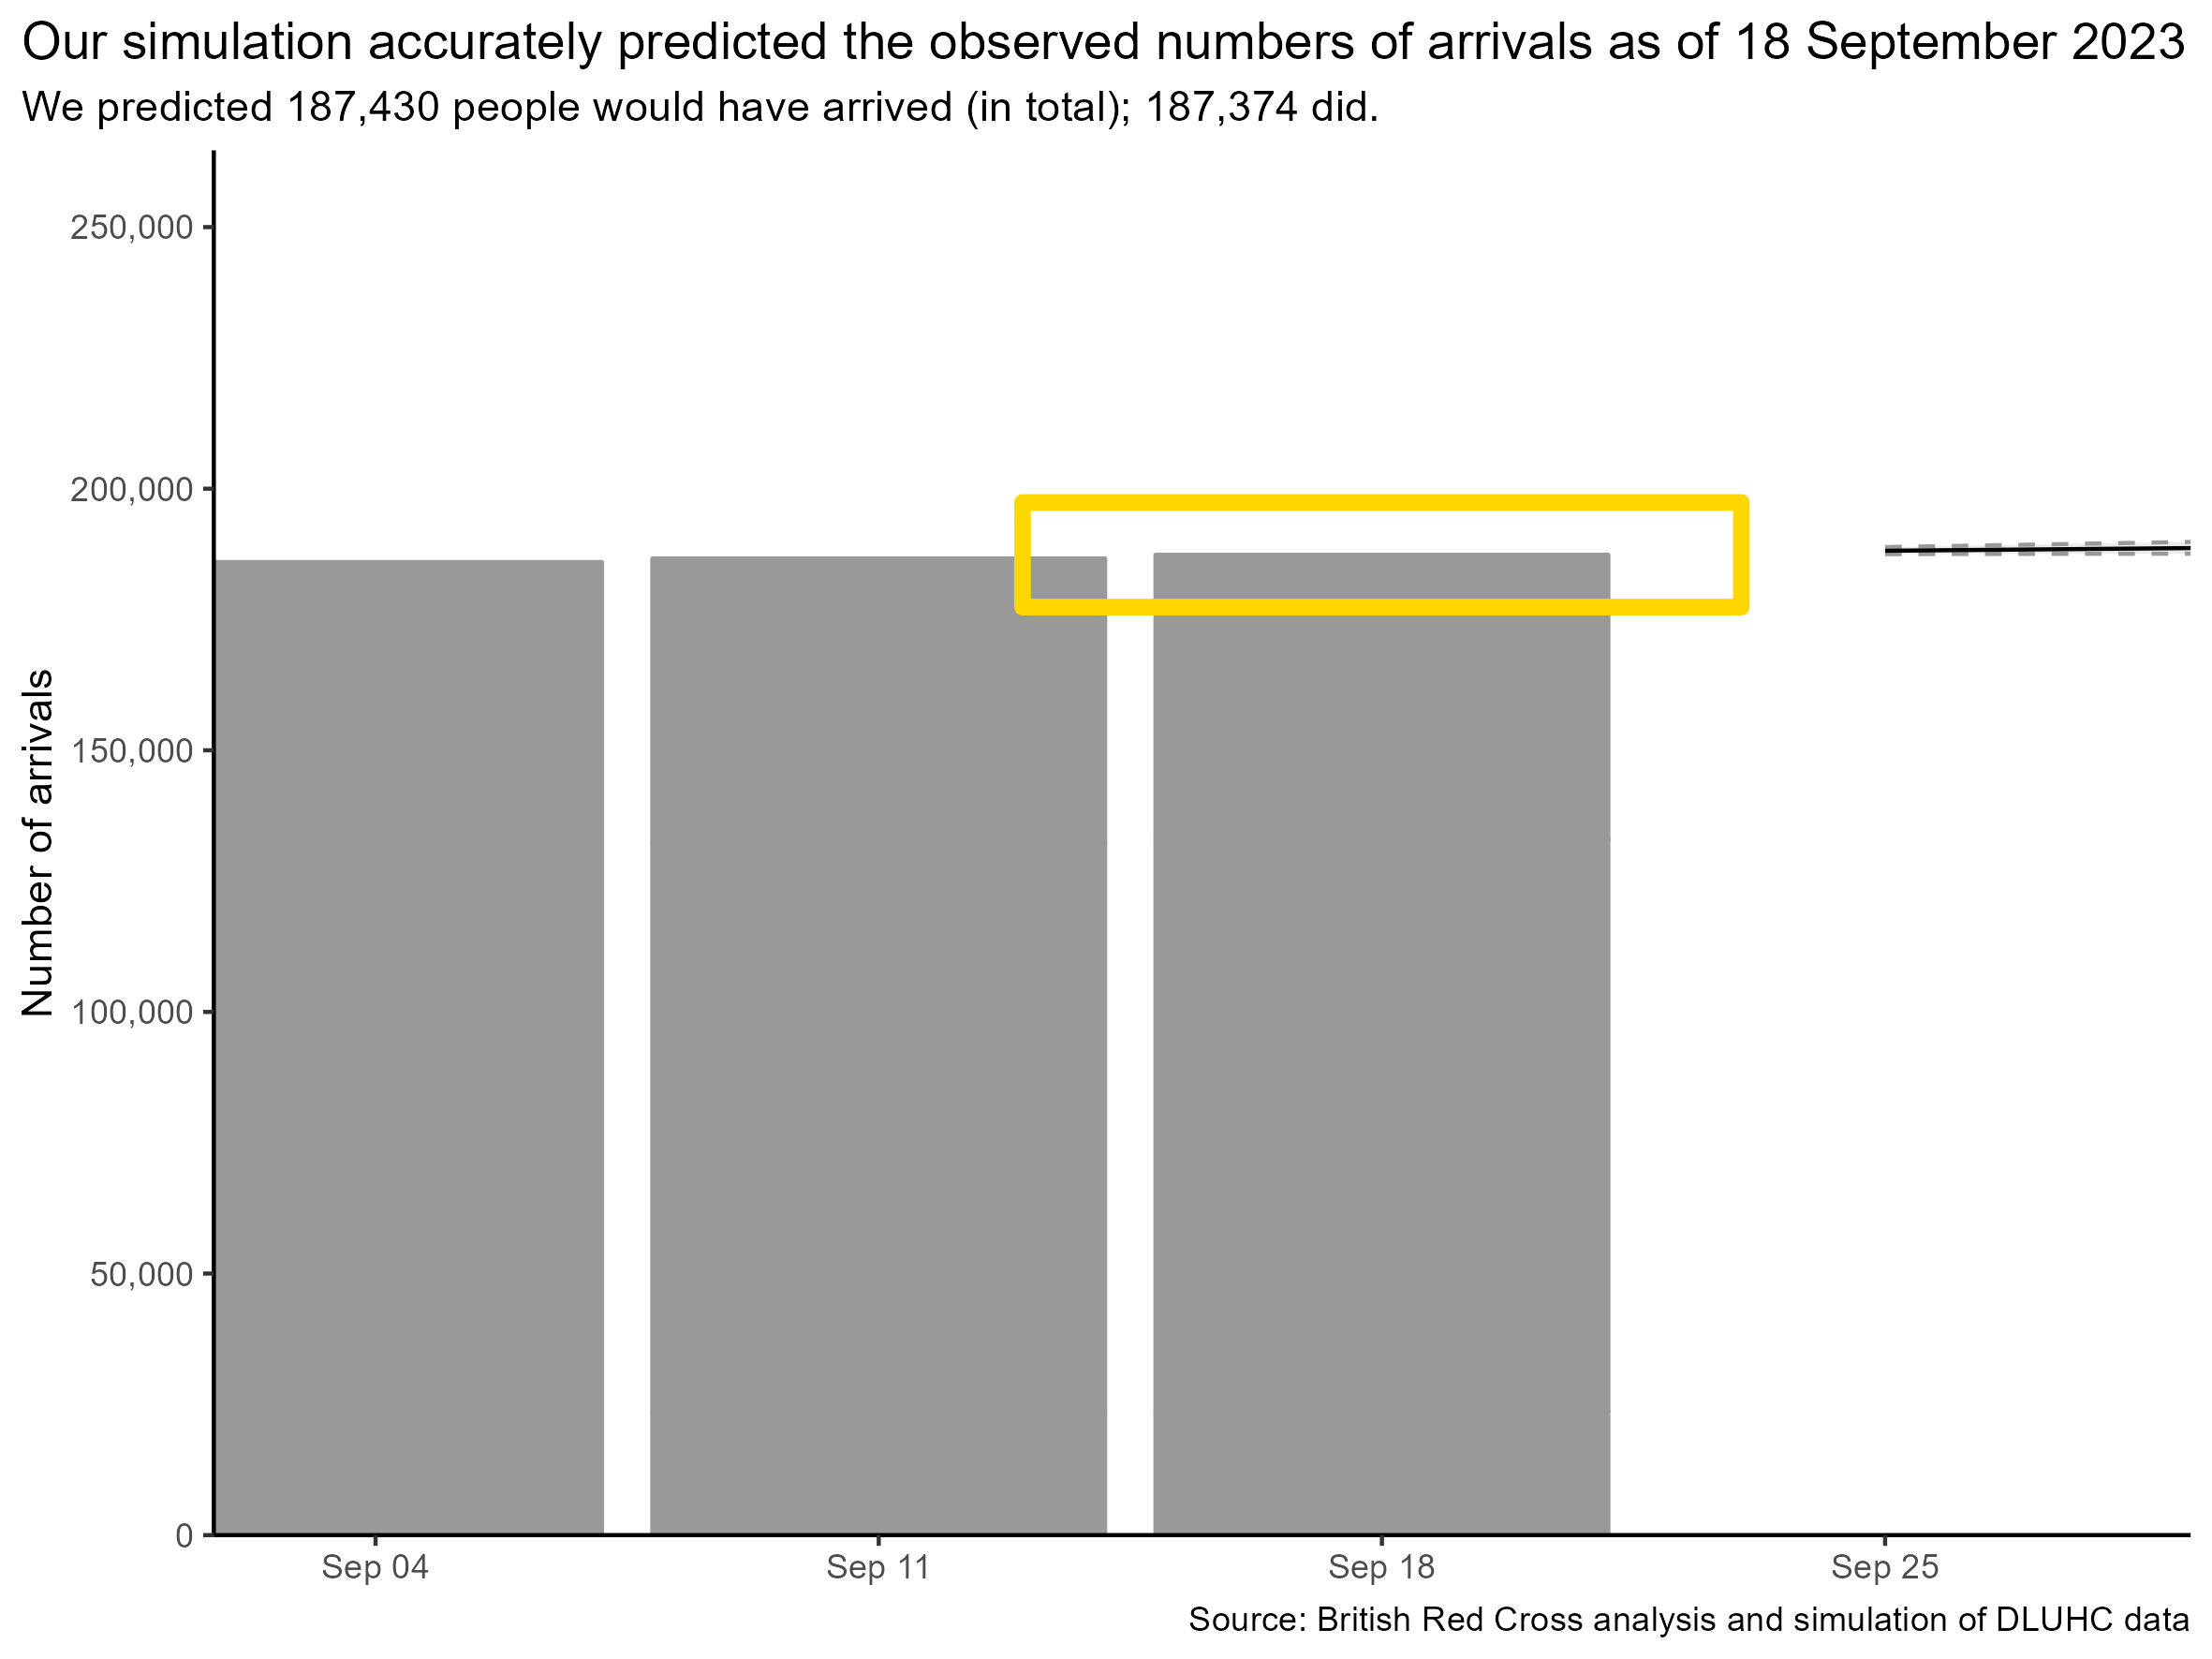 Our simulation accurately predicted the observed numbers of arrivals as of 18 September 2023
We predicted 187,430 people would have arrived (in total); 187,374 did.
Number of arrivals
250,000
200,000
150,000
100,000
50,000
0
Sep 04
Sep 11
Sep 18
Sep 25
Source: British Red Cross analysis and simulation of DLUHC data